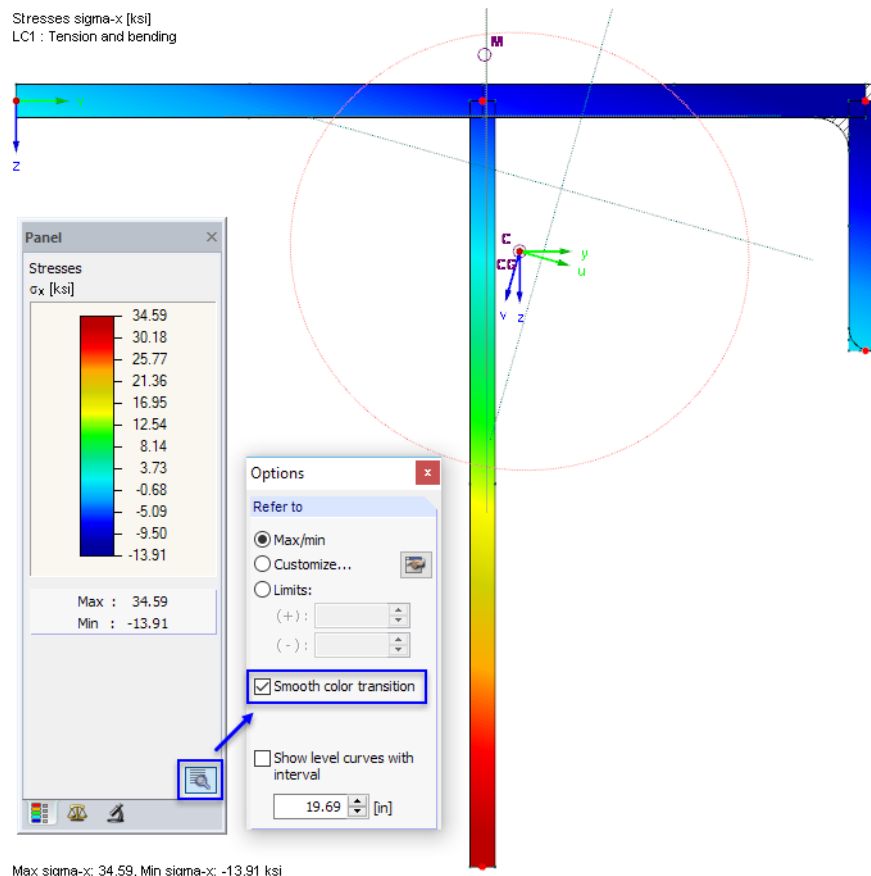 Stresses sigma-x [ksi]
LC1 : Tension and bending
M
y
z
C
CG
y
u
v
z
Panel
Stresses
σx [ksi]
34.59
30.18
25.77
21.36
16.95
12.54
8.14
3.73
-0.68
-5.09
-9.50
-13.91
Max : 34.59
Min : -13.91
Options
x
Refer to
Max/min
Customize...
Limits:
(+) :
(-) :
Smooth color transition
Show level curves with
interval
19.69 [in]
Max sigma-x: 34.59, Min sigma-x: -13.91 ksi